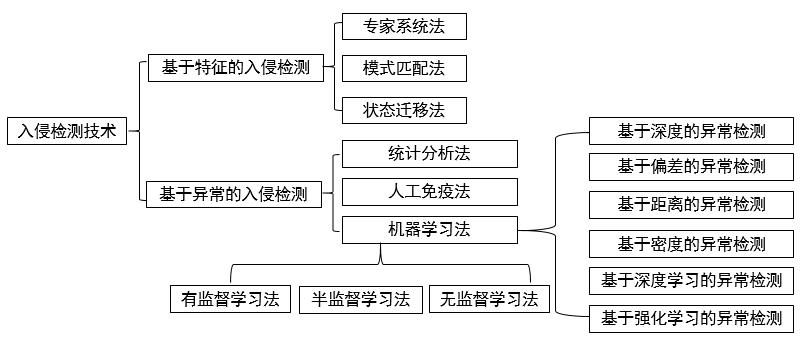 入侵检测技术
基于特征的入侵检测
专家系统法
模式匹配法
状态迁移法
基于异常的入侵检测
统计分析法
人工免疫法
机器学习法
有监督学习法
半监督学习法
无监督学习法
基于深度的异常检测
基于偏差的异常检测
基于距离的异常检测
基于密度的异常检测
基于深度学习的异常检测
基于强化学习的异常检测